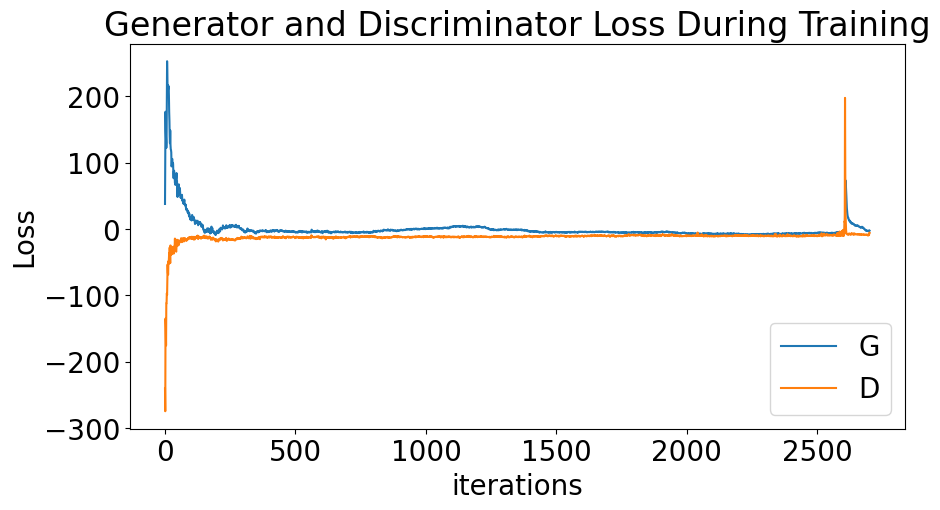 Generator and Discriminator Loss During Training
200
100
0
−100
−200
−300
Loss
0 500 1000 1500 2000 2500
iterations
G
D